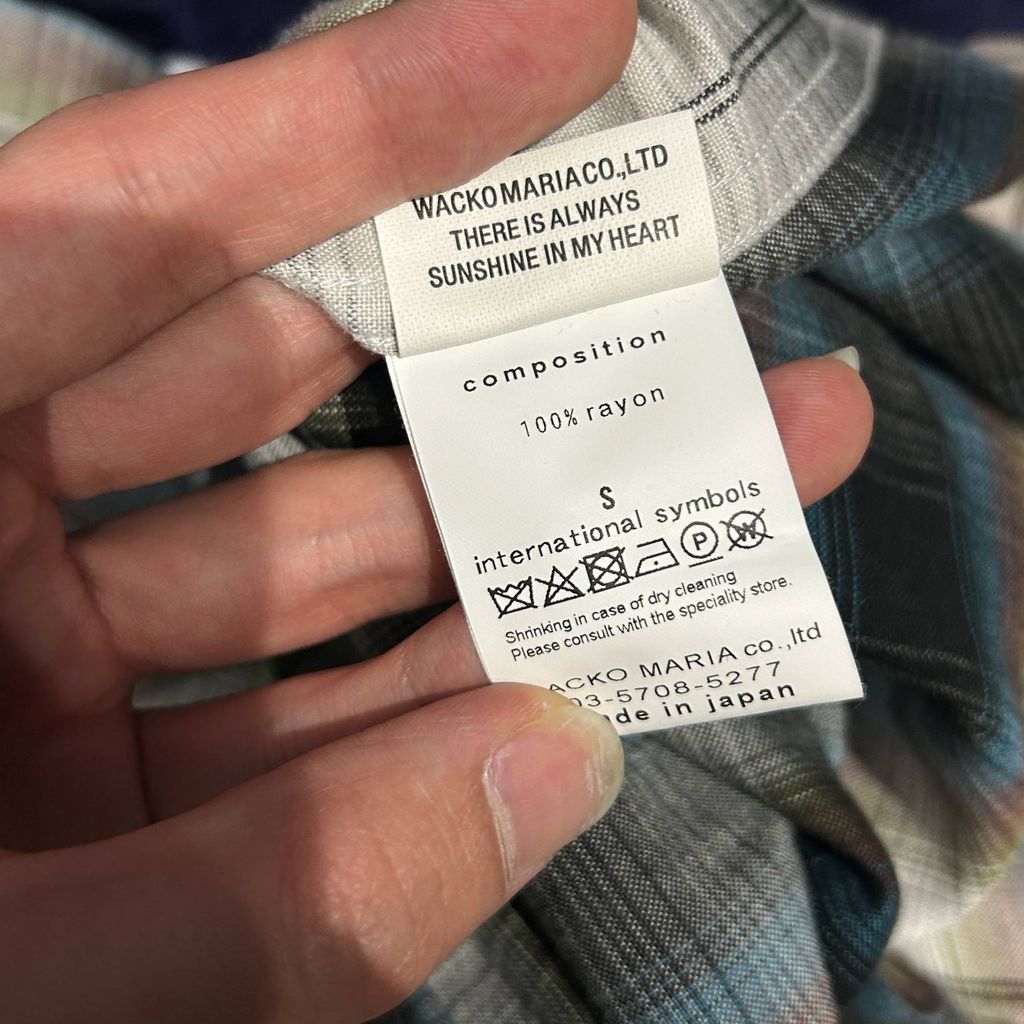 WACKO MARIA CO.,LTD
THERE IS ALWAYS
SUNSHINE IN MY HEART
composition
100% rayon
S
international symbols
P W
Shrinking in case of dry cleaning
Please consult with the speciality store.
ACKO MARIA co.,ltd
03-5708-5277
de in japan